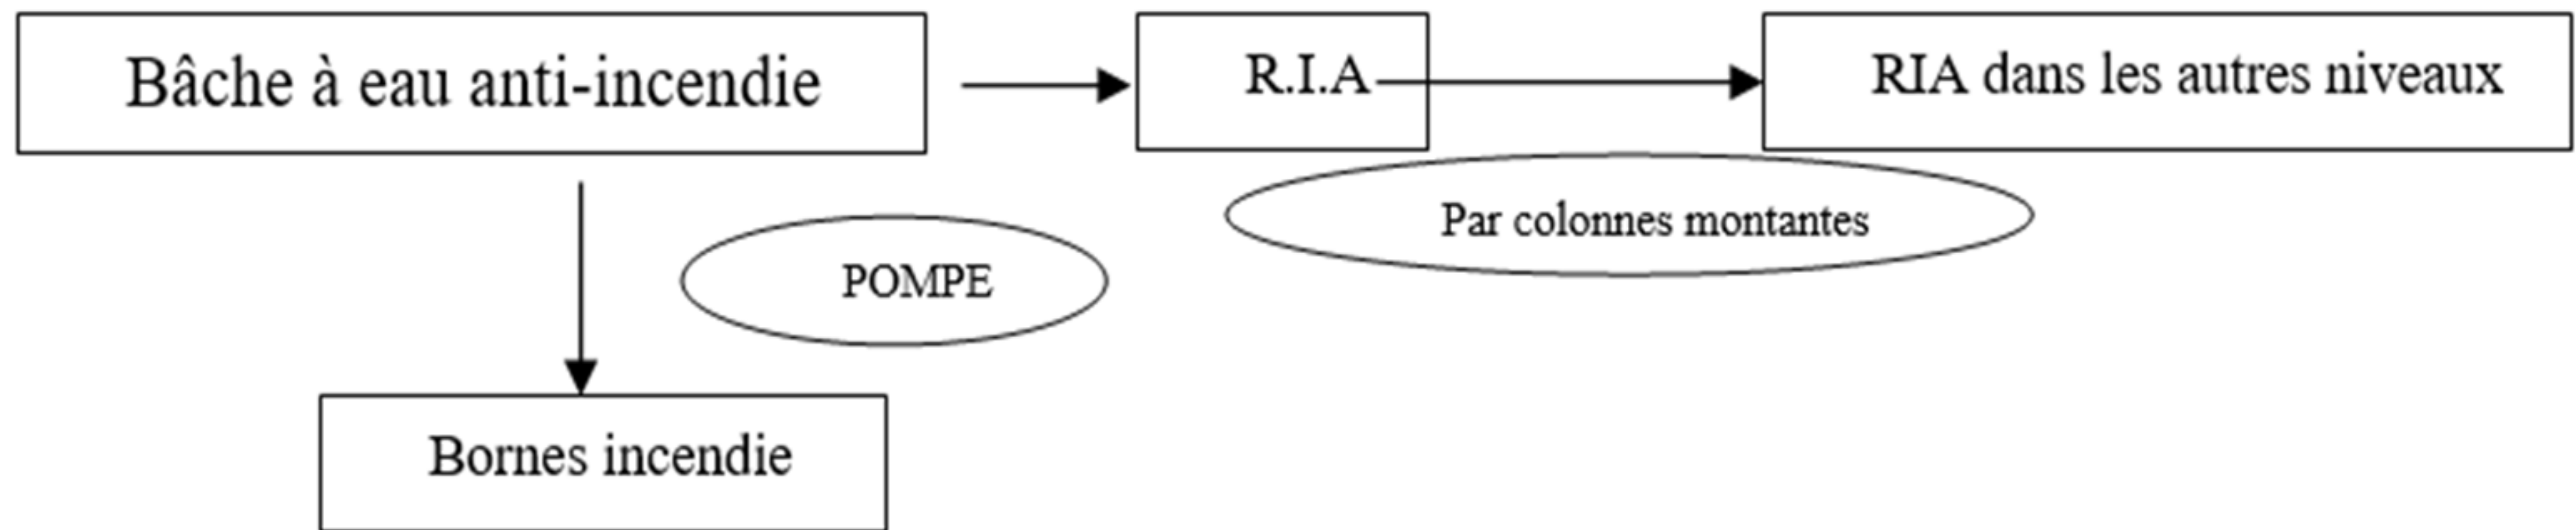 Bâche à eau anti-incendie
R.I.A
RIA dans les autres niveaux
Par colonnes montantes
POMPE
Bornes incendie